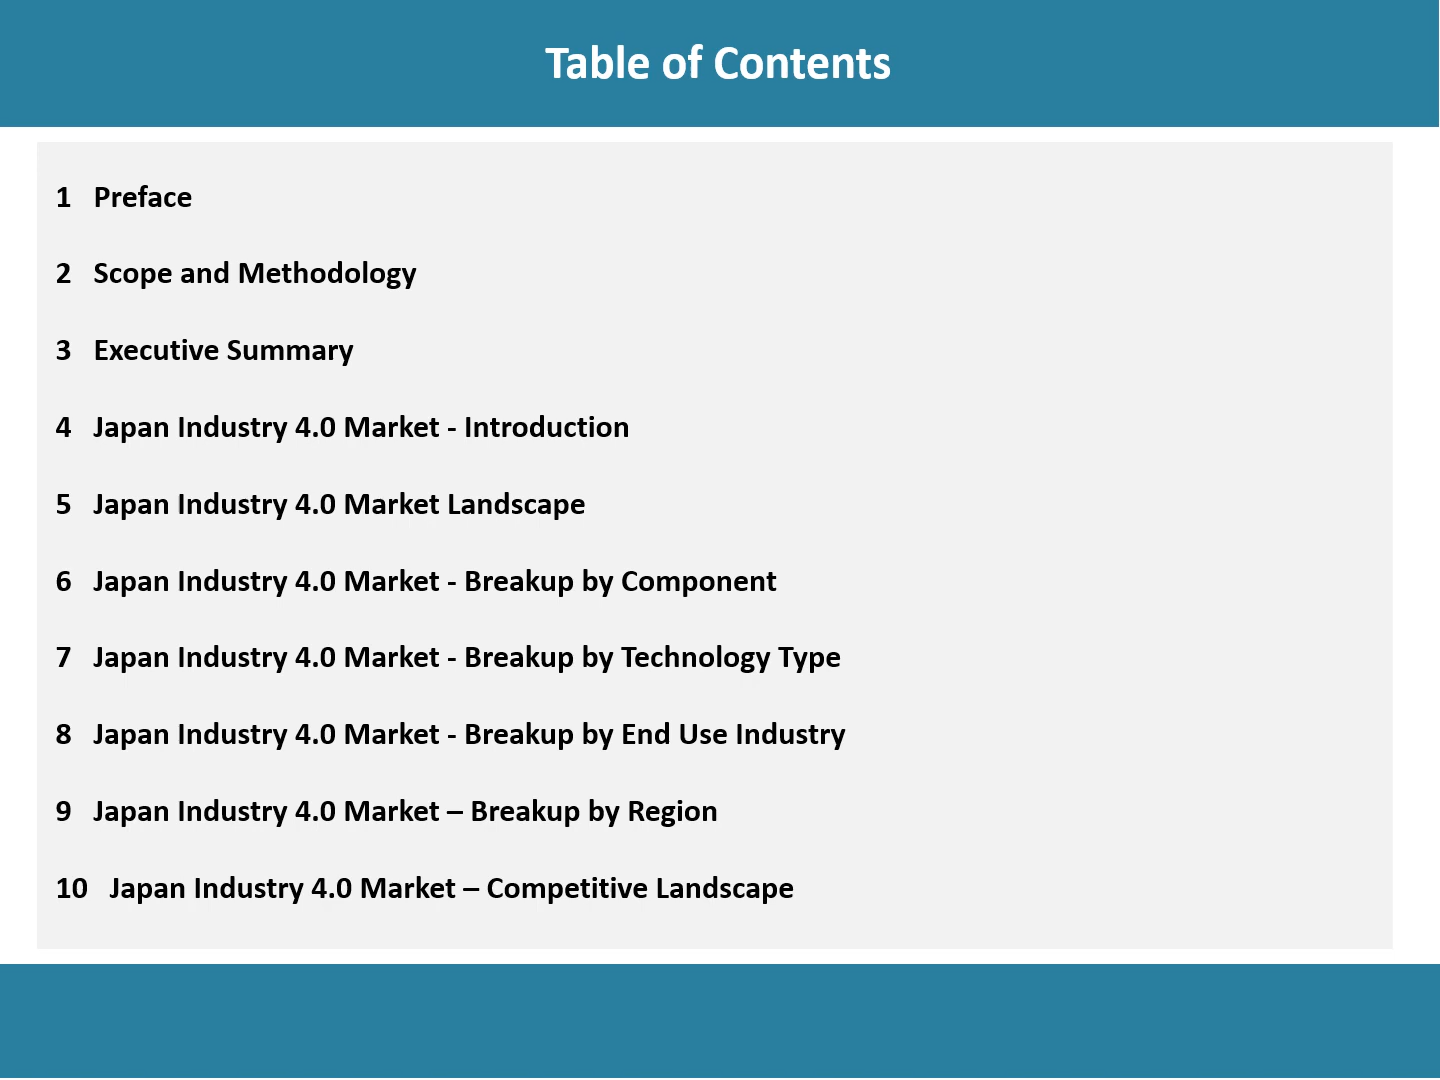 Table of Contents
1 Preface
2 Scope and Methodology
3 Executive Summary
4 Japan Industry 4.0 Market - Introduction
5 Japan Industry 4.0 Market Landscape
6 Japan Industry 4.0 Market - Breakup by Component
7 Japan Industry 4.0 Market - Breakup by Technology Type
8 Japan Industry 4.0 Market - Breakup by End Use Industry
9 Japan Industry 4.0 Market – Breakup by Region
10 Japan Industry 4.0 Market – Competitive Landscape